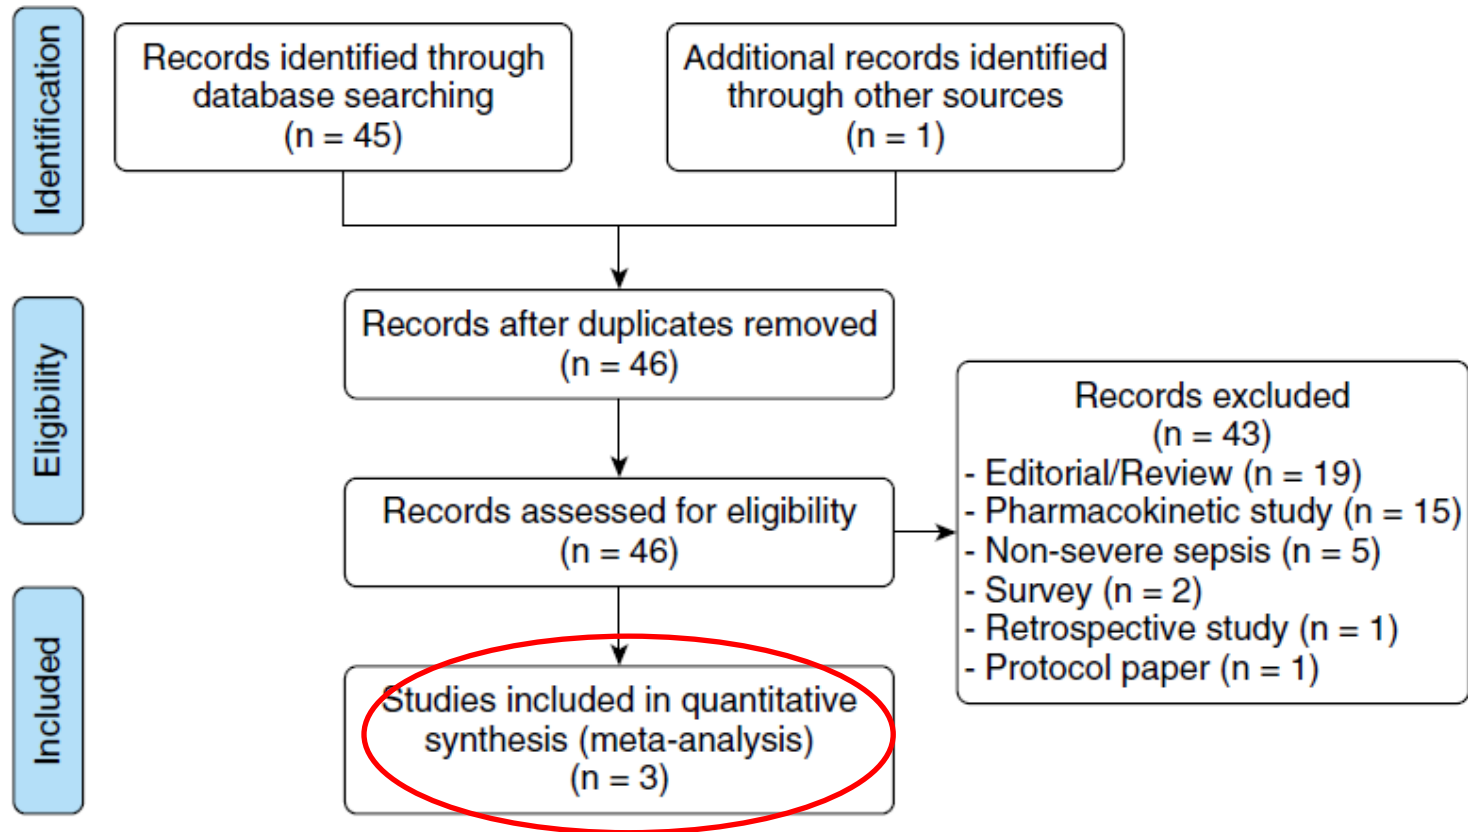 Identification
Records identified through
database searching
(n = 45)
Additional records identified
through other sources
(n = 1)
Eligibility
Records after duplicates removed
(n = 46)
Records assessed for eligibility
(n = 46)
Records excluded
(n = 43)
- Editorial/Review (n = 19)
- Pharmacokinetic study (n = 15)
- Non-severe sepsis (n = 5)
- Survey (n = 2)
- Retrospective study (n = 1)
- Protocol paper (n = 1)
Included
Studies included in quantitative
synthesis (meta-analysis)
(n = 3)